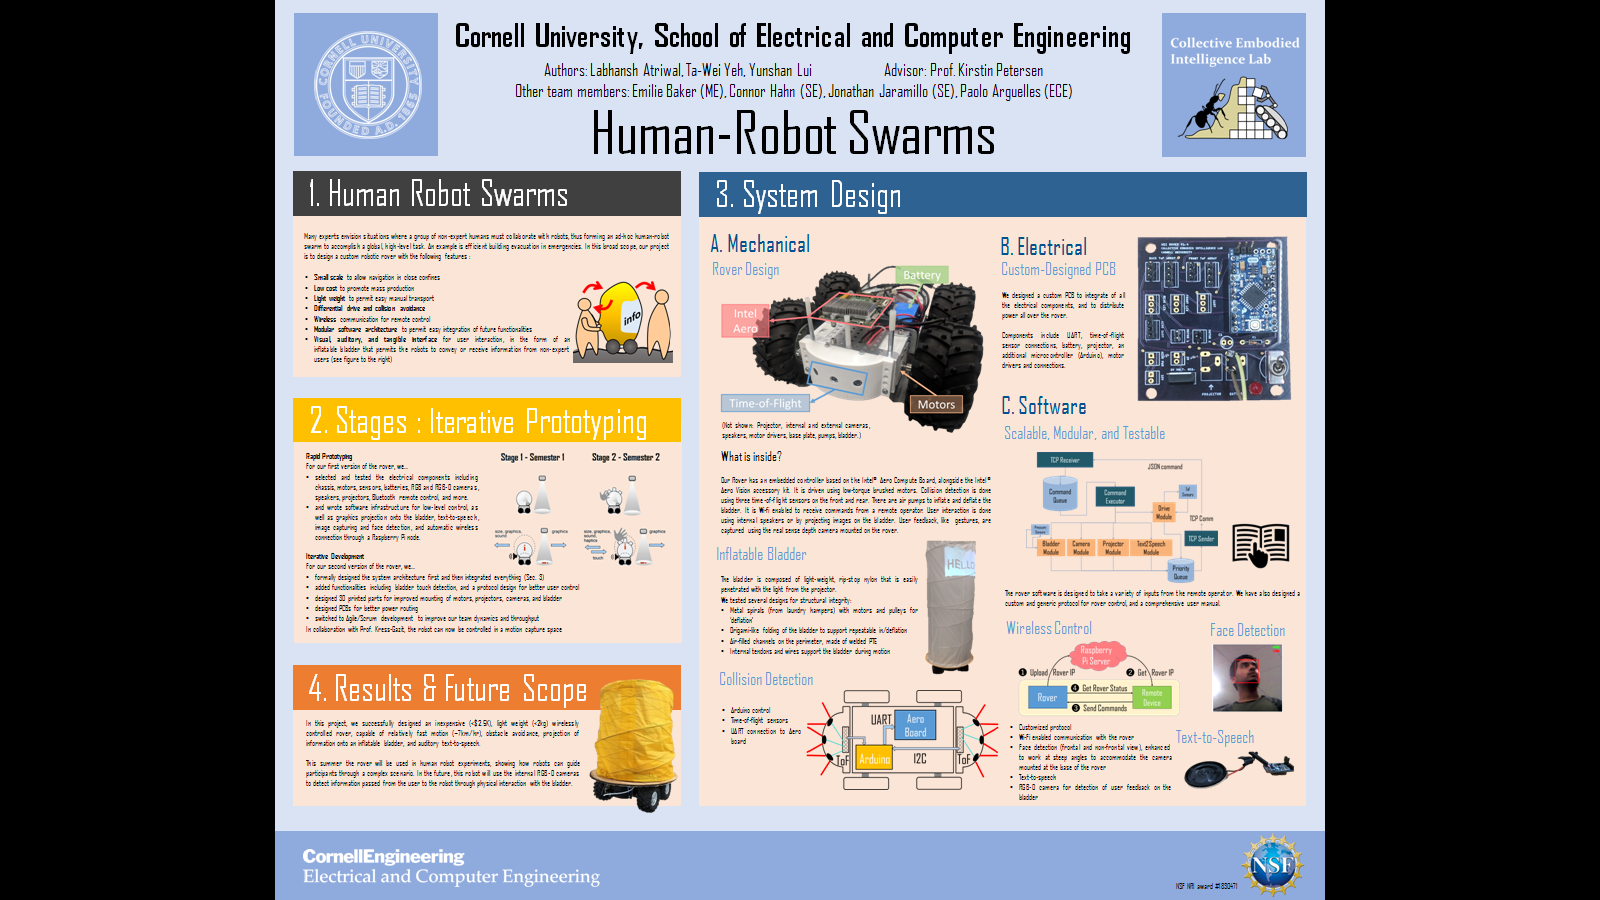 CORNELL UNIVERSITY
FOUNDED A.D. 1865
Cornell University, School of Electrical and Computer Engineering
Authors: Labhansh Atriwal, Ta-Wei Yeh, Yunshan Lui Advisor: Prof. Kirstin Petersen
Other team members: Emilie Baker (ME), Connor Hahn (SE), Jonathan Jaramillo (SE), Paolo Arguelles (ECE)
Human-Robot Swarms
Collective Embodied
Intelligence Lab
1. Human Robot Swarms
Many experts envision situations where a group of non-expert humans must collaborate with robots, thus forming an ad-hoc human-robot
swarm to accomplish a global, high-level task. An example is efficient building evacuation in emergencies. In this broad scope, our project
is to design a custom robotic rover with the following features :
• Small scale to allow navigation in close confines
• Low cost to promote mass production
• Light weight to permit easy manual transport
• Differential drive and collision avoidance
• Wireless communication for remote control
• Modular software architecture to permit easy integration of future functionalities
• Visual, auditory, and tangible interface for user interaction, in the form of an
inflatable bladder that permits the robots to convey or receive information from non-expert
users (see figure to the right)
info
2. Stages : Iterative Prototyping
Rapid Prototyping
For our first version of the rover, we...
• selected and tested the electrical components including
chassis, motors, sensors, batteries, RGB and RGB-D cameras,
speakers, projectors, Bluetooth remote control, and more.
• and wrote software infrastructure for low-level control, as
well as graphics projection onto the bladder, text-to-speech,
image capturing and face detection, and automatic wireless
connection through a Raspberry Pi node.
Stage 1 - Semester 1
Stage 2 - Semester 2
size, graphics,
sound
graphics
size, graphics,
sound,
haptics
graphics
touch
Iterative Development
For our second version of the rover, we...
• formally designed the system architecture first and then integrated everything (Sec. 3)
• added functionalities including bladder touch detection, and a protocol design for better user control
• designed 3D printed parts for improved mounting of motors, projectors, cameras, and bladder
• designed PCBs for better power routing
• switched to Agile/Scrum development to improve our team dynamics and throughput
In collaboration with Prof. Kress-Gazit, the robot can now be controlled in a motion capture space
4. Results & Future Scope
In this project, we successfully designed an inexpensive (<$2.5K), light weight (<2kg) wirelessly
controlled rover, capable of relatively fast motion (~7km/hr), obstacle avoidance, projection of
information onto an inflatable bladder, and auditory text-to-speech.
This summer the rover will be used in human robot experiments, showing how robots can guide
participants through a complex scenario. In the future, this robot will use the internal RGB-D cameras
to detect information passed from the user to the robot through physical interaction with the bladder.
3. System Design
A. Mechanical
Rover Design
Battery
Intel
Aero
Time-of-Flight
Motors
(Not shown: Projector, internal and external cameras,
speakers, motor drivers, base plate, pumps, bladder.)
What is inside?
Our Rover has an embedded controller based on the Intel® Aero Compute Board, alongside the Intel®
Aero Vision accessory kit. It is driven using low-torque brushed motors. Collision detection is done
using three time-of-flight sensors on the front and rear. There are air pumps to inflate and deflate the
bladder. It is Wi-Fi enabled to receive commands from a remote operator. User interaction is done
using internal speakers or by projecting images on the bladder. User feedback, like gestures, are
captured using the real sense depth camera mounted on the rover.
Inflatable Bladder
The bladder is composed of light-weight, rip-stop nylon that is easily
penetrated with the light from the projector.
We tested several designs for structural integrity:
• Metal spirals (from laundry hampers) with motors and pulleys for
'deflation'
• Origami-like folding of the bladder to support repeatable in/deflation
• Air-filled channels on the perimeter, made of welded PTE
• Internal tendons and wires support the bladder during motion
HELLO
Collision Detection
• Arduino control
• Time-of-flight sensors
• UART connection to Aero
board
UART
Aero
Board
Arduino
I2C
ToF
ToF
B. Electrical
Custom-Designed PCB
We designed a custom PCB to integrate of all
the electrical components, and to distribute
power all over the rover.
Components include UART, time-of-flight
sensor connections, battery, projector, an
additional microcontroller (Arduino), motor
drivers and connections.
PROJECTOR
C. Software
Scalable, Modular, and Testable
TCP Receiver
JSON command
Command
Queue
Command
Executor
Drive
Module
TCP Comm
TCP Sender
Bladder
Module
Camera
Module
Projector
Module
Text2Speech
Module
Priority
Queue
The rover software is designed to take a variety of inputs from the remote operator. We have also designed a
custom and generic protocol for rover control, and a comprehensive user manual.
Wireless Control
Raspberry
Pi Server
1 Upload Rover IP
2 Get Rover IP
Rover
4 Get Rover Status
3 Send Commands
Remote
Device
Face Detection
• Customized protocol
• Wi-Fi enabled communication with the rover
• Face detection (frontal and non-frontal view), enhanced
to work at steep angles to accommodate the camera
mounted at the base of the rover
• Text-to-speech
• RGB-D camera for detection of user feedback on the
bladder
Text-to-Speech
CornellEngineering
Electrical and Computer Engineering
NSF